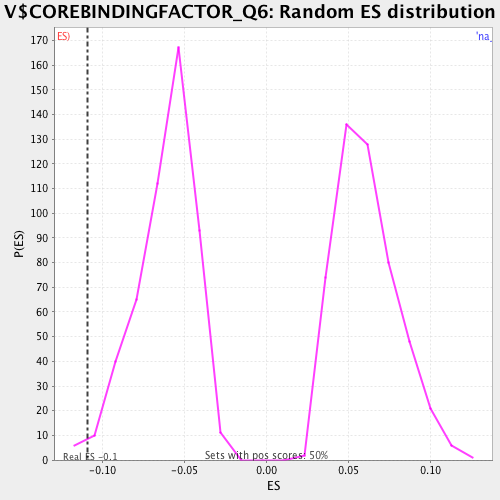 V$COREBINDINGFACTOR_Q6: Random ES distribution
ES)
'na_
170
160
150
140
130
120
110
100
90
80
70
60
50
40
30
20
10
0
P(ES)
Real ES -0.1
Sets with pos scores: 50%
-0.10 -0.05 0.00 0.05 0.10
ES